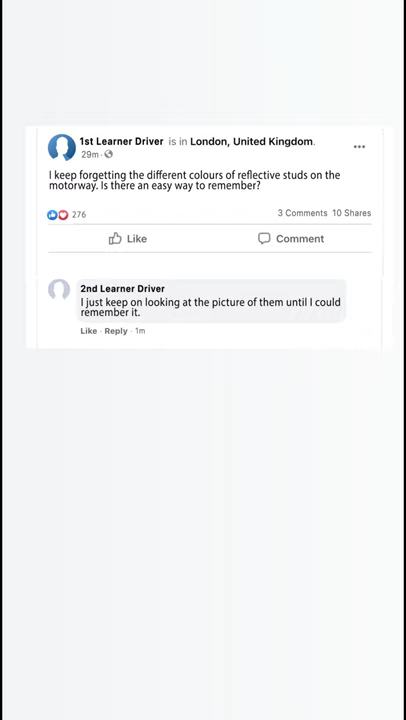 1st Learner Driver is in London, United Kingdom.
29m ·
I keep forgetting the different colours of reflective studs on the
motorway. Is there an easy way to remember?
276
3 Comments 10 Shares
Like
Comment
2nd Learner Driver
I just keep on looking at the picture of them until I could
remember it.
Like · Reply · 1m